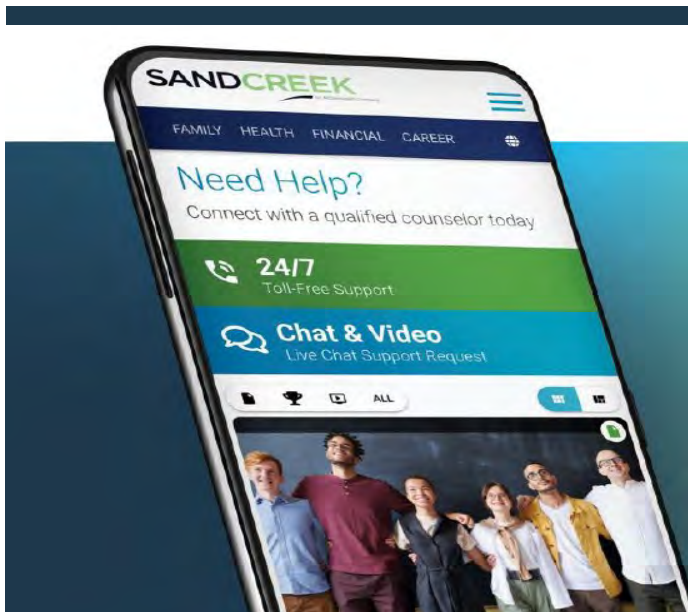 SANDCREEK
FAMILY HEALTH FINANCIAL CAREER
Need Help?
Connect with a qualified counselor today
24/7
Toll-Free Support
Chat & Video
Live Chat Support Request
ALL